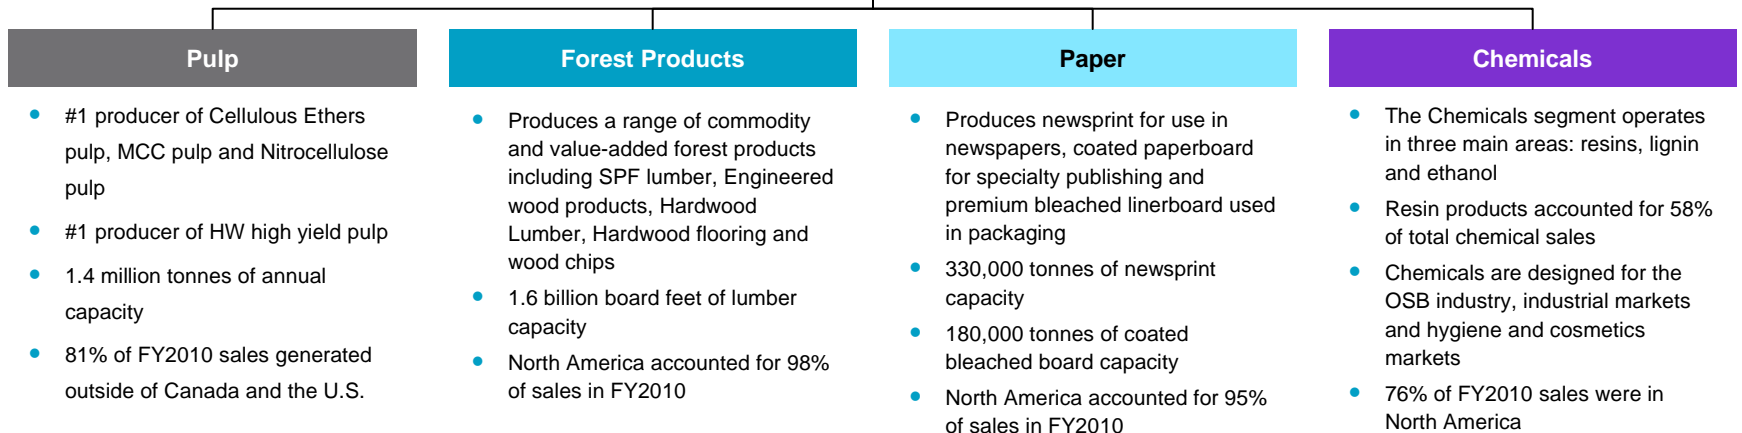 Pulp
#1 producer of Cellulous Ethers
pulp, MCC pulp and Nitrocellulose
pulp
#1 producer of HW high yield pulp
1.4 million tonnes of annual
capacity
81% of FY2010 sales generated
outside of Canada and the U.S.
Forest Products
Produces a range of commodity
and value-added forest products
including SPF lumber, Engineered
wood products, Hardwood
Lumber, Hardwood flooring and
wood chips
1.6 billion board feet of lumber
capacity
North America accounted for 98%
of sales in FY2010
Paper
Produces newsprint for use in
newspapers, coated paperboard
for specialty publishing and
premium bleached linerboard used
in packaging
330,000 tonnes of newsprint
capacity
180,000 tonnes of coated
bleached board capacity
North America accounted for 95%
of sales in FY2010
Chemicals
The Chemicals segment operates
in three main areas: resins, lignin
and ethanol
Resin products accounted for 58%
of total chemical sales
Chemicals are designed for the
OSB industry, industrial markets
and hygiene and cosmetics
markets
76% of FY2010 sales were in
North America